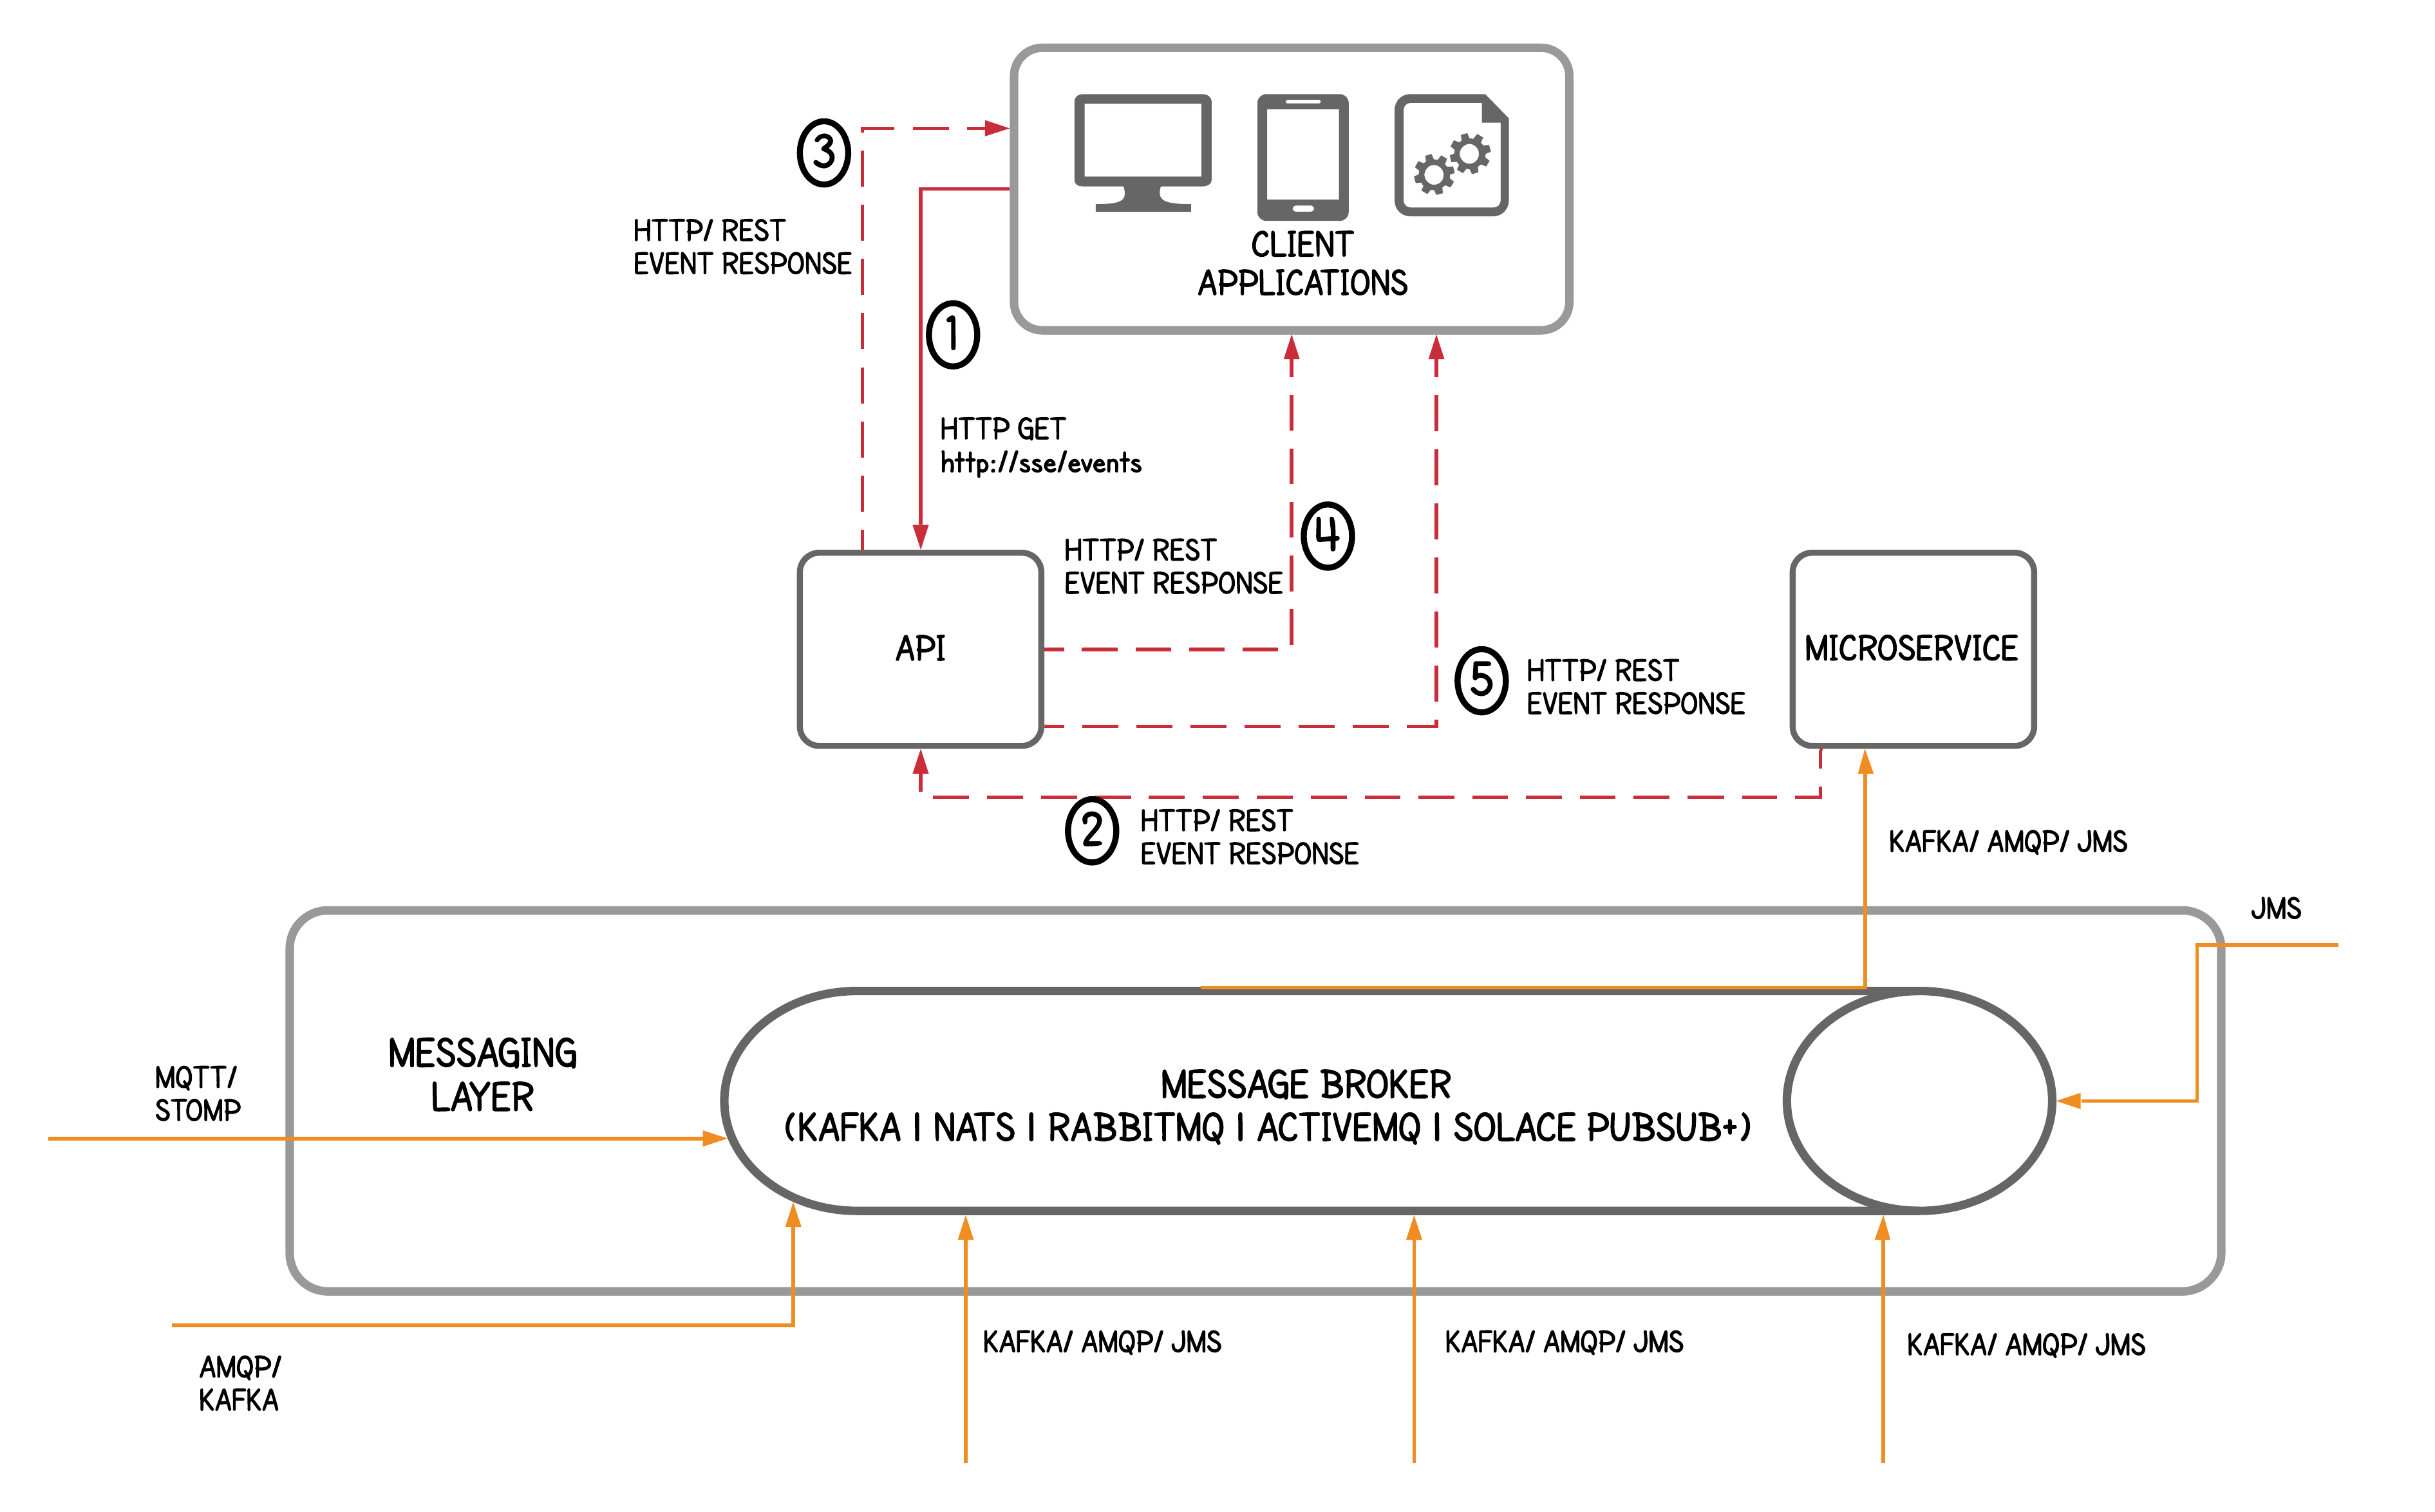 3
HTTP/ REST
EVENT RESPONSE
CLIENT
APPLICATIONS
1
HTTP GET
http://sse/events
HTTP/ REST
EVENT RESPONSE
4
API
MICROSERVICE
5
HTTP/ REST
EVENT RESPONSE
2
HTTP/ REST
EVENT RESPONSE
KAFKA/ AMQP/ JMS
JMS
MESSAGING
LAYER
MQTT/
STOMP
MESSAGE BROKER
(KAFKA | NATS | RABBITMQ | ACTIVEMQ | SOLACE PUBSUB+)
KAFKA/ AMQP/ JMS
KAFKA/ AMQP/ JMS
KAFKA/ AMQP/ JMS
AMQP/
KAFKA